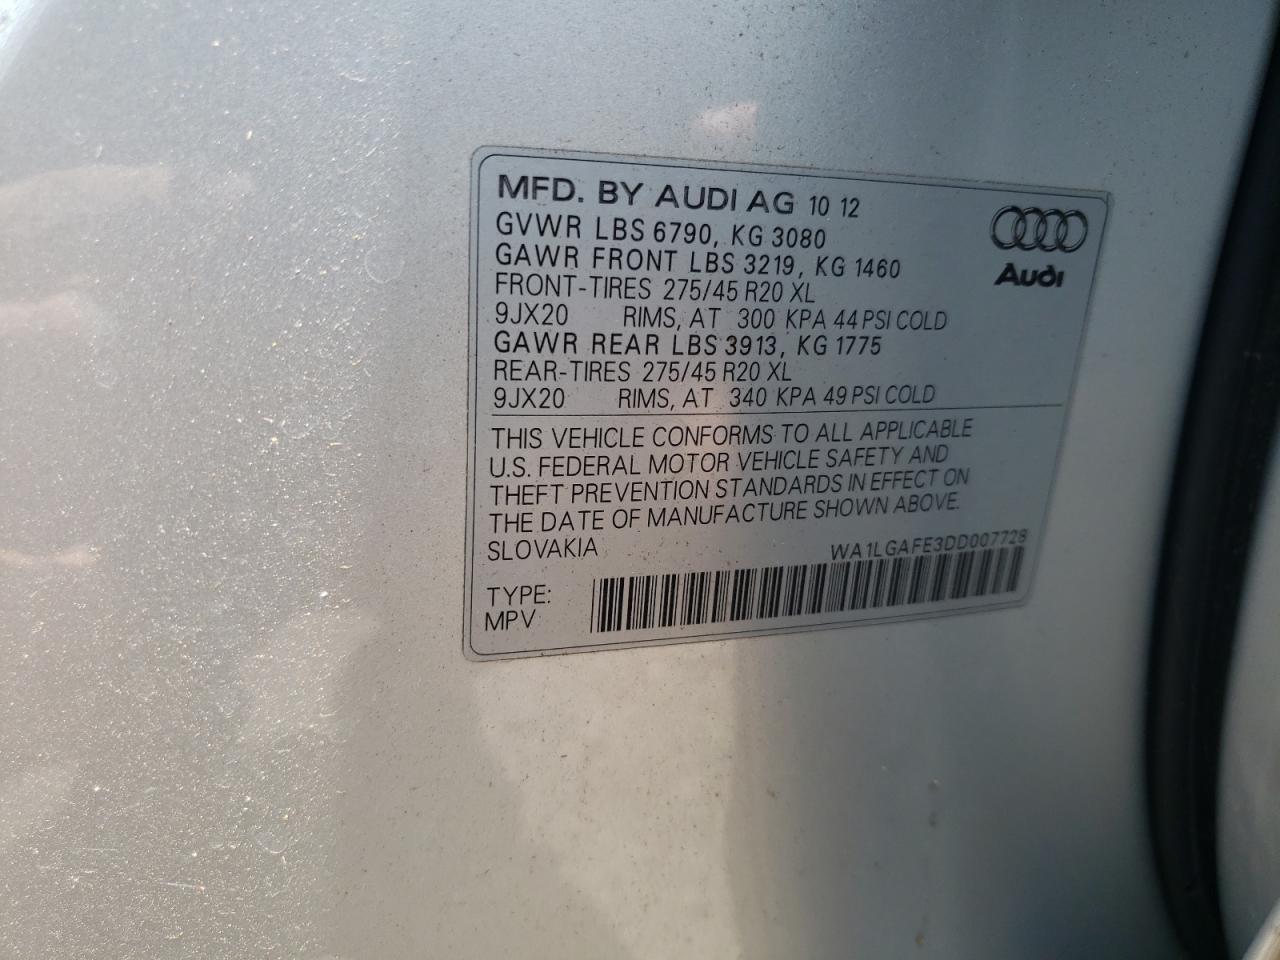 MFD. BY AUDI AG 10 12
GVWR LBS 6790, KG 3080
GAWR FRONT LBS 3219, KG 1460
FRONT-TIRES 275/45 R20 XL
9JX20 RIMS, AT 300 KPA 44 PSI COLD
GAWR REAR LBS 3913, KG 1775
REAR-TIRES 275/45 R20 XL
9JX20 RIMS, AT 340 KPA 49 PSI COLD
Audi
THIS VEHICLE CONFORMS TO ALL APPLICABLE
U.S. FEDERAL MOTOR VEHICLE SAFETY AND
THEFT PREVENTION STANDARDS IN EFFECT ON
THE DATE OF MANUFACTURE SHOWN ABOVE.
SLOVAKIA WA1LGAFE3DD007728
TYPE:
MPV